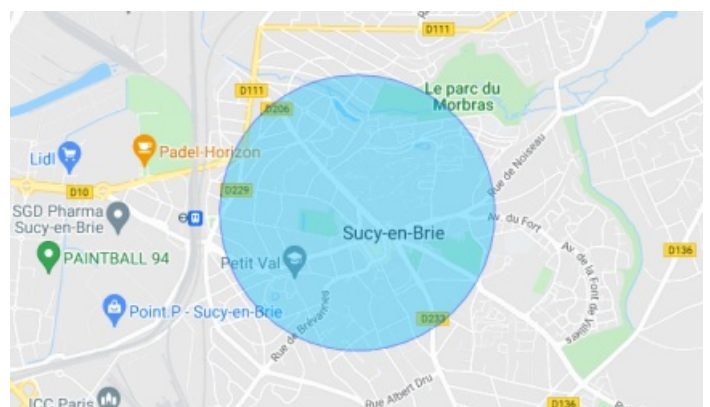 D111
D111
Le parc du
Morbras
D206
Lidl
Padel-Horizon
Rue de Noiseau
D10
D229
SGD Pharma
Sucy-en-Brie
Av. du Fort
Sucy-en-Brie
D136
PAINTBALL 94
Petit Val
Av. de la Font de Villiers
Point.P - Sucy-en-Brie
D233
Rue de Brévannes
Rue Albert Dru
JCC Paris
D136